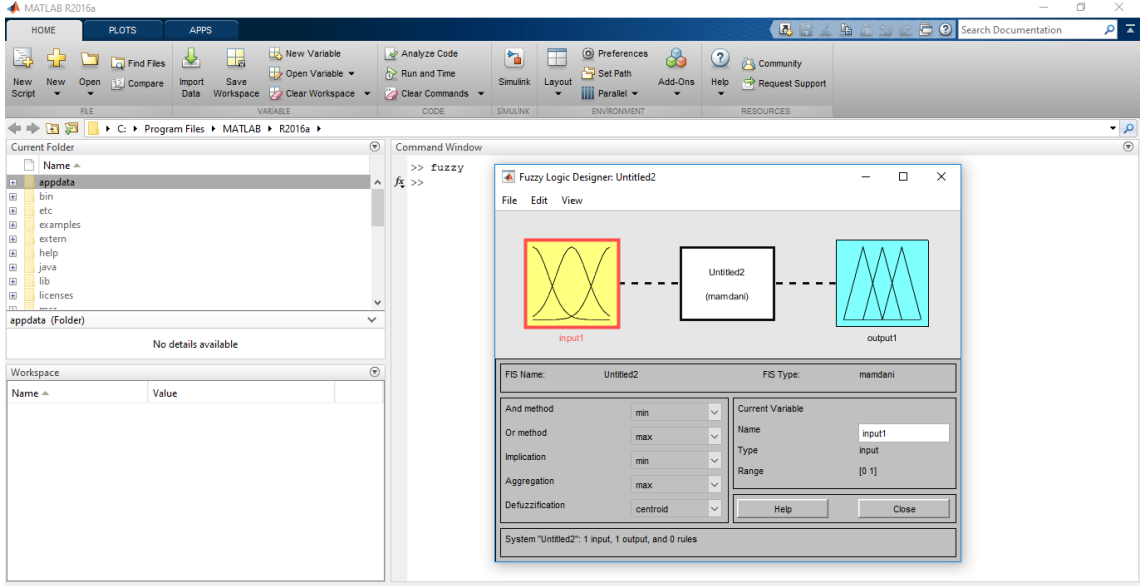 MATLAB R2016a
HOME PLOTS APPS
Search Documentation
New Script
New
Open
Find Files
Compare
FILE
Import Data
Save Workspace
New Variable
Open Variable
Clear Workspace
VARIABLE
Analyze Code
Run and Time
Clear Commands
CODE
Simulink
SIMULINK
Layout
Preferences
Set Path
Parallel
Add-Ons
ENVIRONMENT
Help
Community
Request Support
RESOURCES
C: Program Files MATLAB R2016a
Current Folder
Name
appdata
bin
etc
examples
extern
help
java
lib
licenses
appdata (Folder)
No details available
Workspace
Name Value
Command Window
>> fuzzy
fx >>
Fuzzy Logic Designer: Untitled2
File Edit View
input1
Untitled2
(mamdani)
output1
FIS Name: Untitled2 FIS Type: mamdani
And method min
Or method max
Implication min
Aggregation max
Defuzzification centroid
Current Variable
Name input1
Type input
Range [0 1]
Help Close
System "Untitled2": 1 input, 1 output, and 0 rules